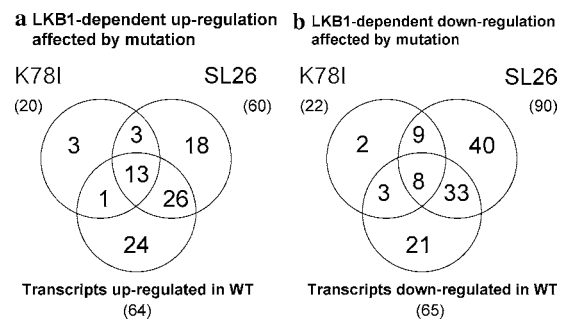 a LKB1-dependent up-regulation
affected by mutation
K78I
SL26
(20)
(60)
3
3
18
13
1
26
24
Transcripts up-regulated in WT
(64)
b LKB1-dependent down-regulation
affected by mutation
K78I
SL26
(22)
(90)
2
9
40
8
3
33
21
Transcripts down-regulated in WT
(65)